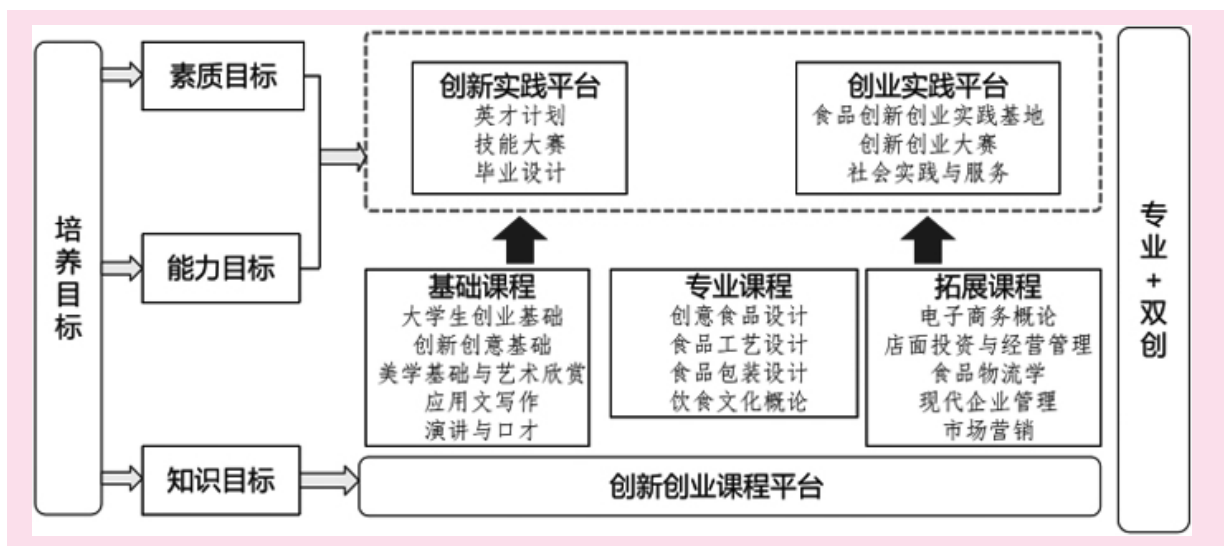 培养目标
素质目标
能力目标
知识目标
创新实践平台
英才计划
技能大赛
毕业设计
创业实践平台
食品创新创业实践基地
创新创业大赛
社会实践与服务
基础课程
大学生创业基础
创新创意基础
美学基础与艺术欣赏
应用文写作
演讲与口才
专业课程
创意食品设计
食品工艺设计
食品包装设计
饮食文化概论
拓展课程
电子商务概论
店面投资与经营管理
食品物流学
现代企业管理
市场营销
创新创业课程平台
专业+双创